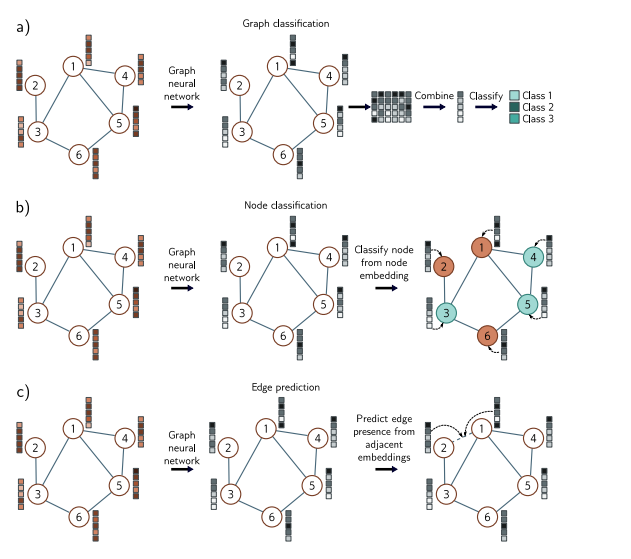 a)
Graph classification
1
2
3
4
5
6
Graph
neural
network
1
2
3
4
5
6
Combine
Classify
Class 1
Class 2
Class 3
b)
Node classification
1
2
3
4
5
6
Graph
neural
network
1
2
3
4
5
6
Classify node
from node
embedding
1
2
3
4
5
6
c)
Edge prediction
1
2
3
4
5
6
Graph
neural
network
1
2
3
4
5
6
Predict edge
presence from
adjacent
embeddings
1
2
3
4
5
6